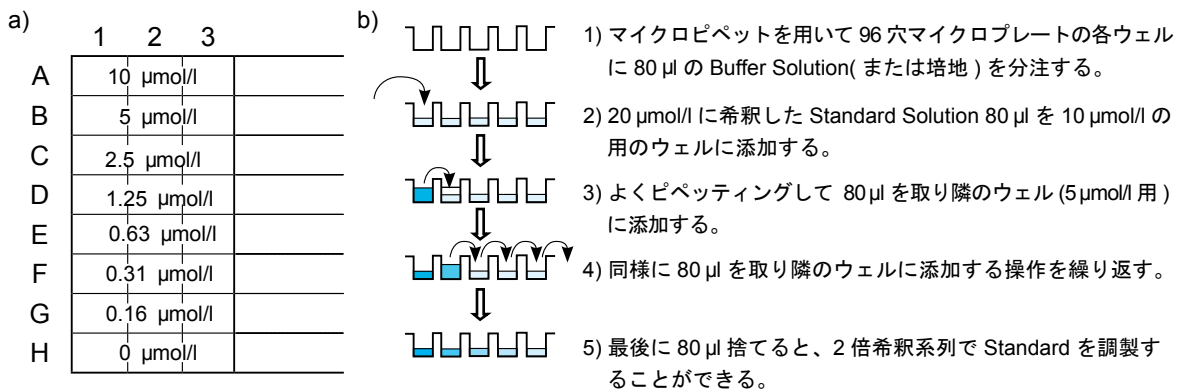 a)
1 2 3
A 10 µmol/l
B 5 µmol/l
C 2.5 µmol/l
D 1.25 µmol/l
E 0.63 µmol/l
F 0.31 µmol/l
G 0.16 µmol/l
H 0 µmol/l
b)
1) マイクロピペットを用いて 96 穴マイクロプレートの各ウェル
に 80 µl の Buffer Solution( または培地 ) を分注する。
2) 20 µmol/l に希釈した Standard Solution 80 µl を 10 µmol/l の
用のウェルに添加する。
3) よくピペッティングして 80 µl を取り隣のウェル (5 µmol/l 用 )
に添加する。
4) 同様に 80 µl を取り隣のウェルに添加する操作を繰り返す。
5) 最後に 80 µl 捨てると、2 倍希釈系列で Standard を調製す
ることができる。